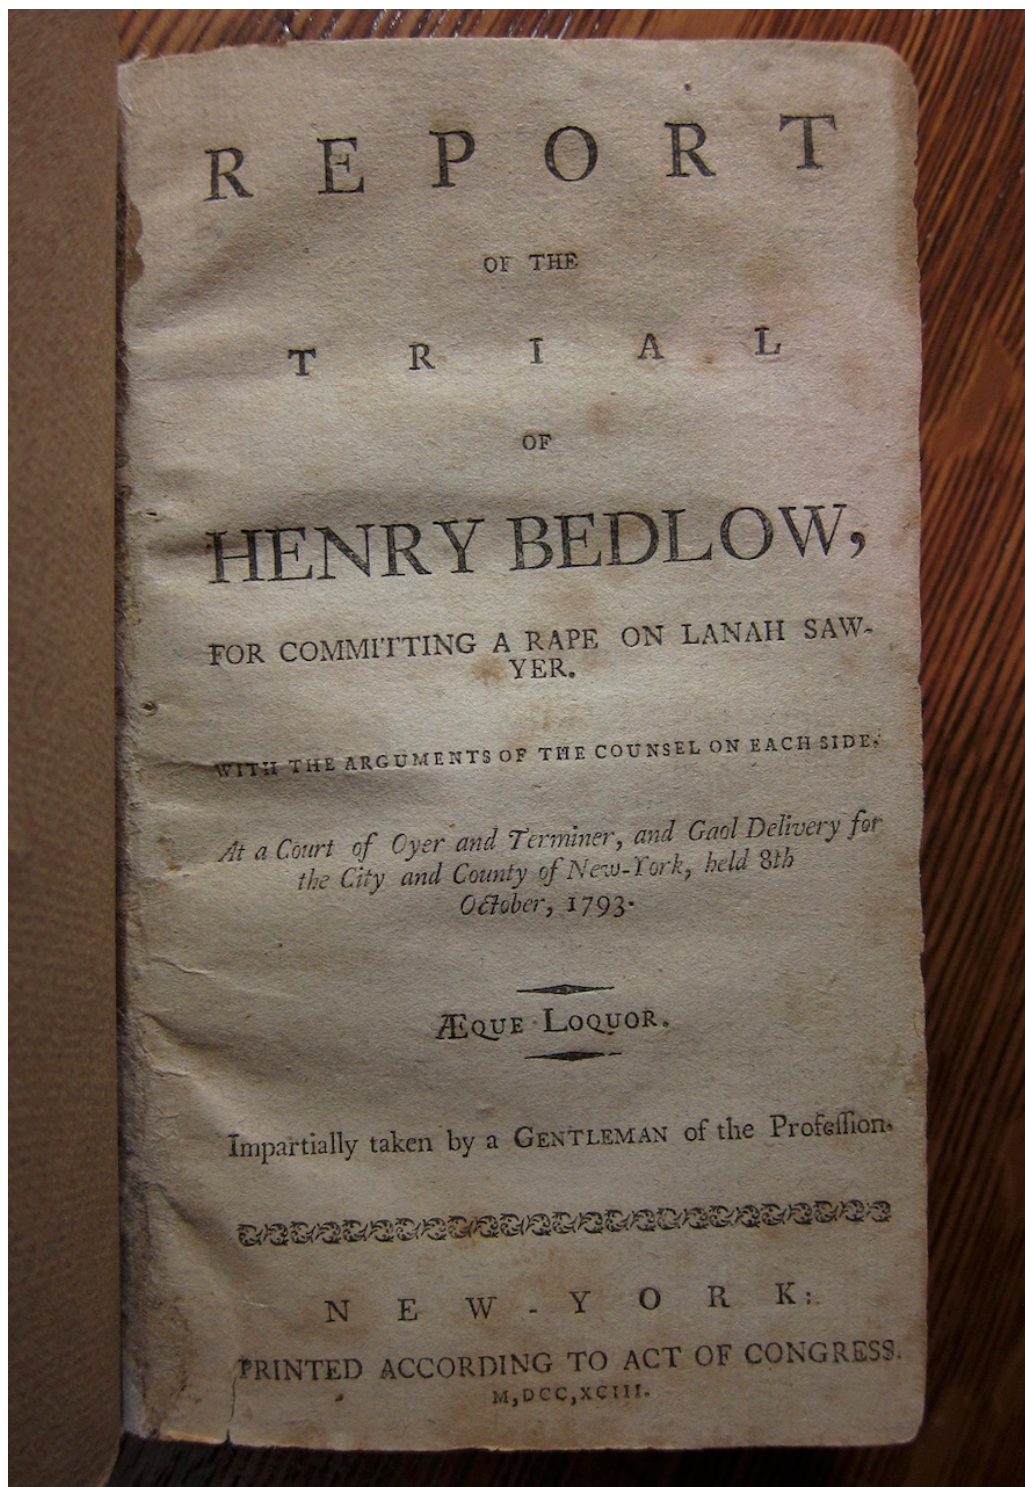 REPORT
OF THE
TRIAL
OF
HENRY BEDLOW,
FOR COMMITTING A RAPE ON LANAH SAW-
YER.
WITH THE ARGUMENTS OF THE COUNSEL ON EACH SIDE.
At a Court of Oyer and Terminer, and Gaol Delivery for
the City and County of New-York, held 8th
October, 1793.
ÆQUE LOQUOR.
Impartially taken by a GENTLEMAN of the Profeſſion.
NEW-YORK:
PRINTED ACCORDING TO ACT OF CONGRESS.
M,DCC,XCIII.